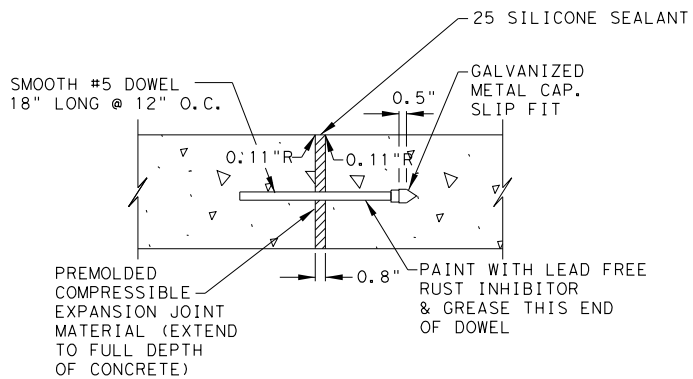 25 SILICONE SEALANT
SMOOTH #5 DOWEL
18" LONG @ 12" O.C.
GALVANIZED
METAL CAP.
SLIP FIT
0.5"
0.11"R
0.11"R
0.8"
PREMOLDED
COMPRESSIBLE
EXPANSION JOINT
MATERIAL (EXTEND
TO FULL DEPTH
OF CONCRETE)
PAINT WITH LEAD FREE
RUST INHIBITOR
& GREASE THIS END
OF DOWEL